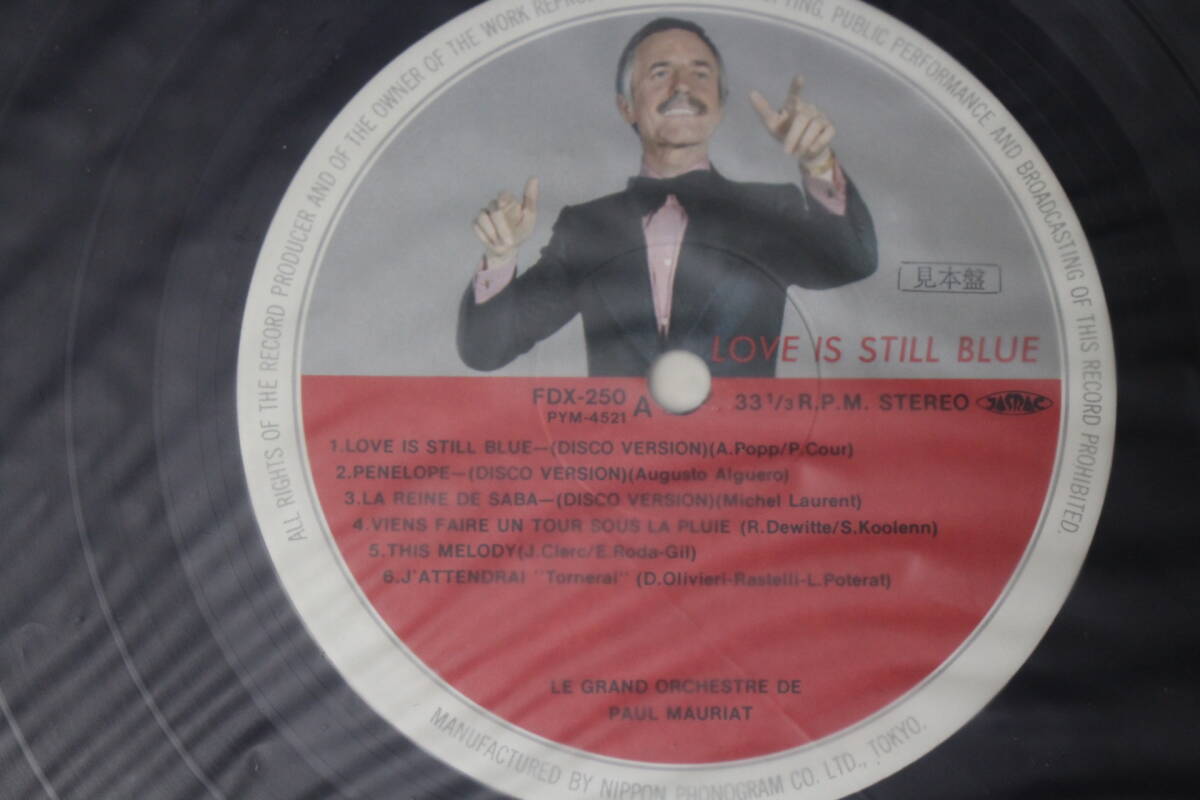 ALL RIGHTS OF THE RECORD PRODUCER AND OF THE OWNER OF THE WORK PUBLIC PERFORMANCE AND BROADCASTING OF THIS RECORD PROHIBITED.
見本盤
LOVE IS STILL BLUE
FDX-250 A 33 1/3 R.P.M. STEREO JASRAC
PYM-4521
1.LOVE IS STILL BLUE—(DISCO VERSION)(A.Popp/P.Cour)
2.PENELOPE—(DISCO VERSION)(Augusto Alguero)
3.LA REINE DE SABA—(DISCO VERSION)(Michel Laurent)
4.VIENS FAIRE UN TOUR SOUS LA PLUIE (R.Dewitte/S.Koolenn)
5.THIS MELODY(J.Clerc/E.Roda-Gil)
6.J'ATTENDRAI "Tornerai" (D.Olivieri-Rastelli-L.Poterat)
LE GRAND ORCHESTRE DE
PAUL MAURIAT
MANUFACTURED BY NIPPON PHONOGRAM CO. LTD., TOKYO.